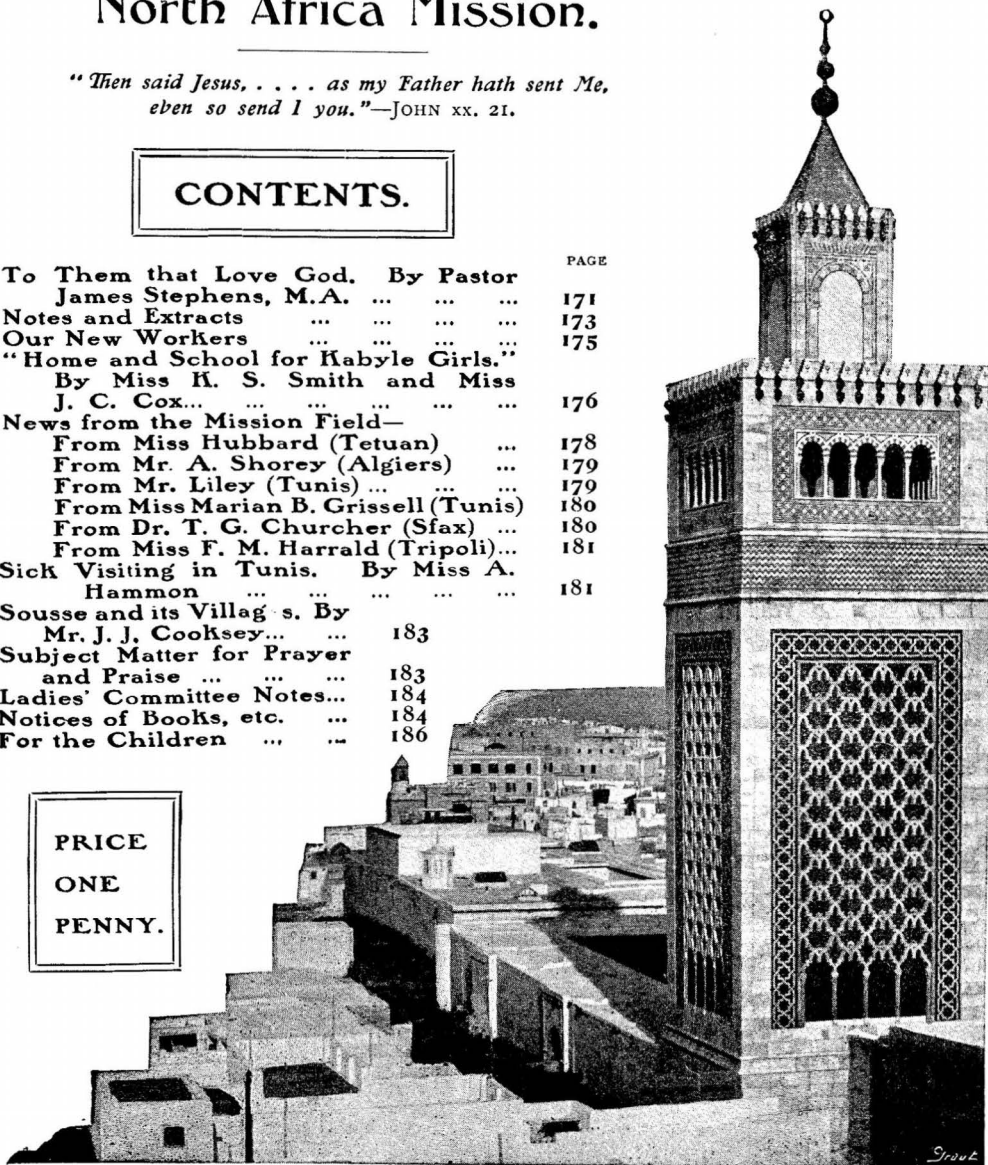 North Africa Mission.
"Then said Jesus, . . . . . as my Father hath sent Me,
even so send I you."—JOHN xx. 21.
CONTENTS.
PAGE
To Them that Love God. By Pastor
James Stephens, M.A. ... ... ... 171
Notes and Extracts ... ... ... ... 173
Our New Workers ... ... ... ... 175
"Home and School for Kabyle Girls."
By Miss K. S. Smith and Miss
J. C. Cox... ... ... ... ... ... 176
News from the Mission Field—
From Miss Hubbard (Tetuan) ... 178
From Mr. A. Shorey (Algiers) ... 179
From Mr. Liley (Tunis) ... ... ... 179
From Miss Marian B. Grissell (Tunis) 180
From Dr. T. G. Churcher (Sfax) ... 180
From Miss F. M. Harrald (Tripoli)... 181
Sick Visiting in Tunis. By Miss A.
Hammon ... ... ... ... ... 181
Sousse and its Villag s. By
Mr. J. J. Cooksey... ... 183
Subject Matter for Prayer
and Praise ... ... ... 183
Ladies' Committee Notes... 184
Notices of Books, etc. ... 184
For the Children ... ... 186
PRICE
ONE
PENNY.